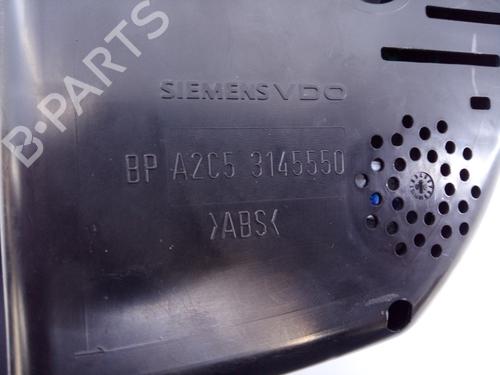 B-PARTS
SIEMENS VDO
BP A2C5 3145550
>ABS<